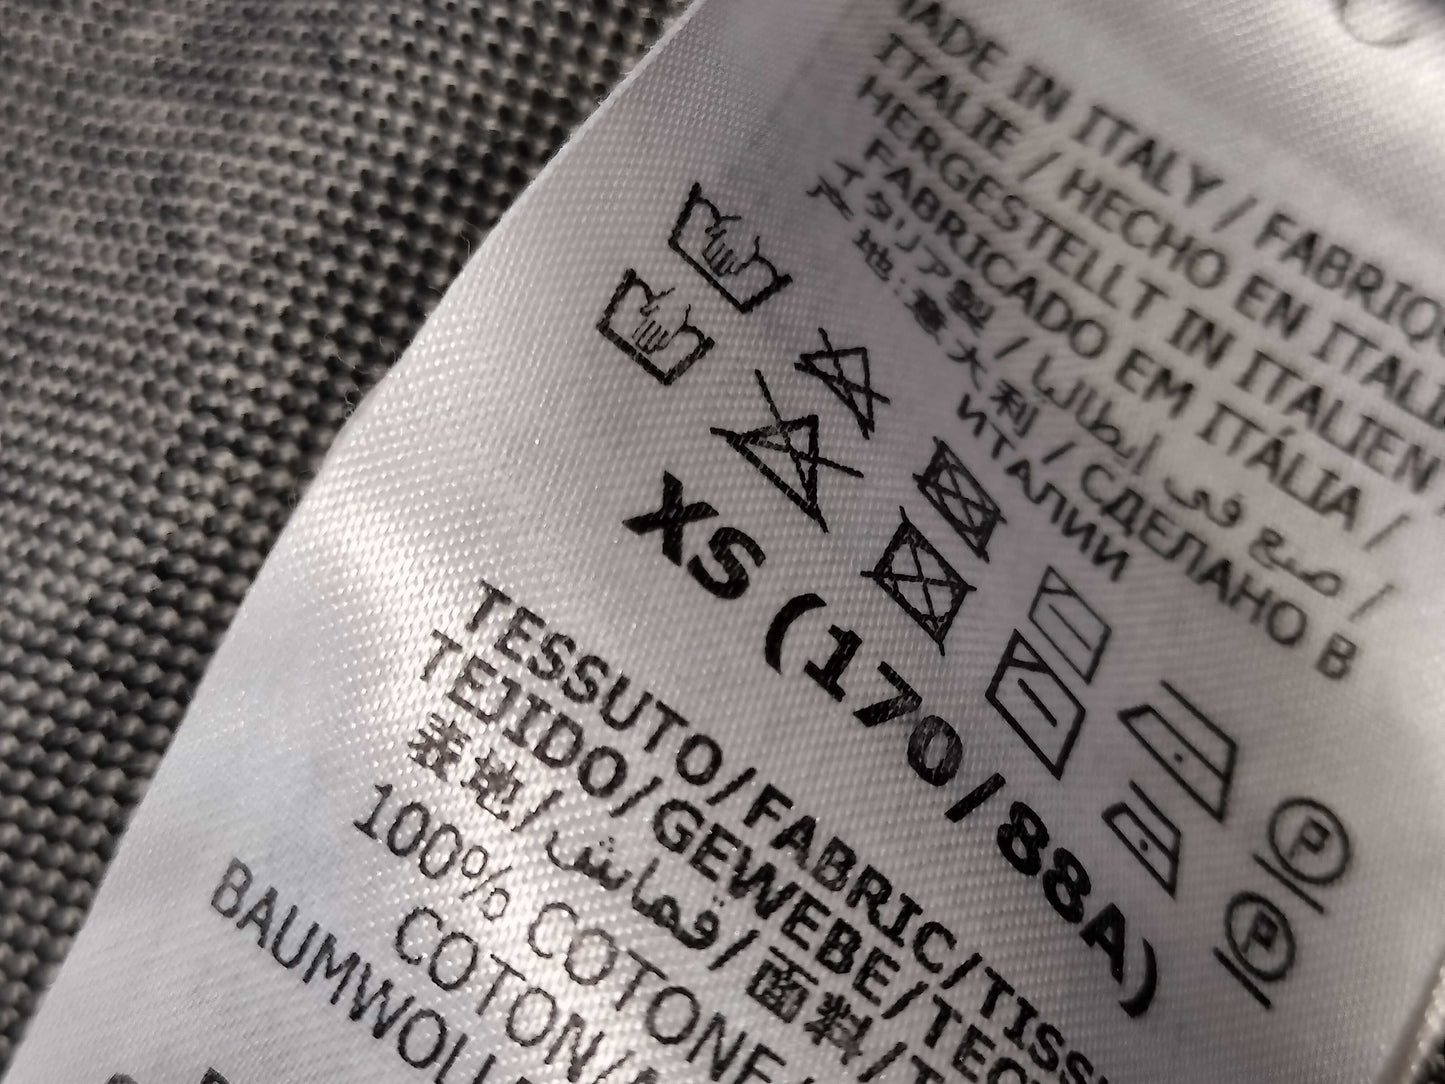 MADE IN ITALY / FABRIQU
ITALIE / HECHO EN ITALI
HERGESTELLT IN ITALIEN
FABRICADO EM ITÁLIA /
イタリア製 / صنع في إيطاليا /
产地:意大利 / СДЕЛАНО В
ИТАЛИИ
P
P
XS (170/88A)
TESSUTO/FABRIC/TISS
TEJIDO/GEWEBE/TEC
表地/قماش/面料/T
100% COTONE
COTON/
BAUMWOLL